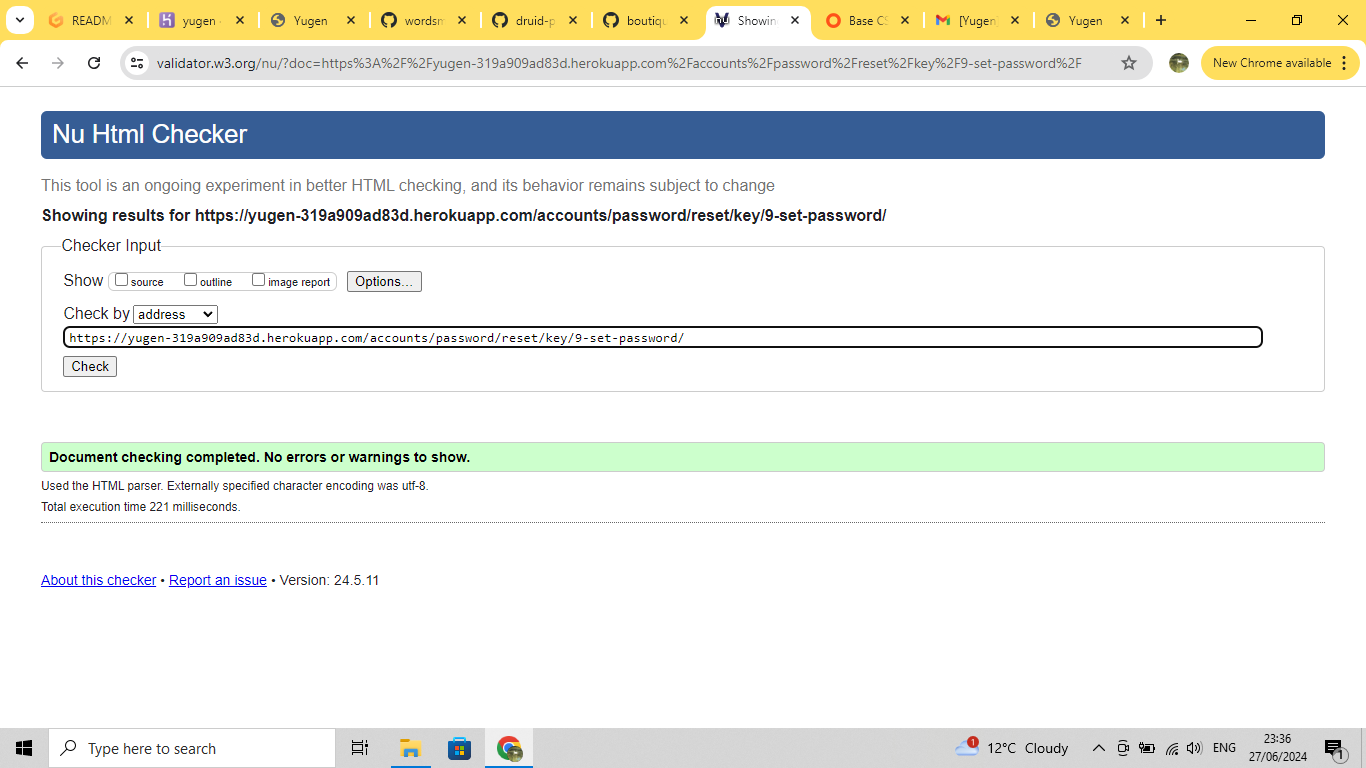 README
yugen
Yugen
wordsm
druid-p
boutiqu
Showin
Base CS
[Yugen]
Yugen
validator.w3.org/nu/?doc=https%3A%2F%2Fyugen-319a909ad83d.herokuapp.com%2Faccounts%2Fpassword%2Freset%2Fkey%2F9-set-password%2F
New Chrome available
Nu Html Checker
This tool is an ongoing experiment in better HTML checking, and its behavior remains subject to change
Showing results for https://yugen-319a909ad83d.herokuapp.com/accounts/password/reset/key/9-set-password/
Checker Input
Show source outline image report Options...
Check by address
https://yugen-319a909ad83d.herokuapp.com/accounts/password/reset/key/9-set-password/
Check
Document checking completed. No errors or warnings to show.
Used the HTML parser. Externally specified character encoding was utf-8.
Total execution time 221 milliseconds.
About this checker • Report an issue • Version: 24.5.11
Type here to search
1
12°C Cloudy
ENG
23:36
27/06/2024
1